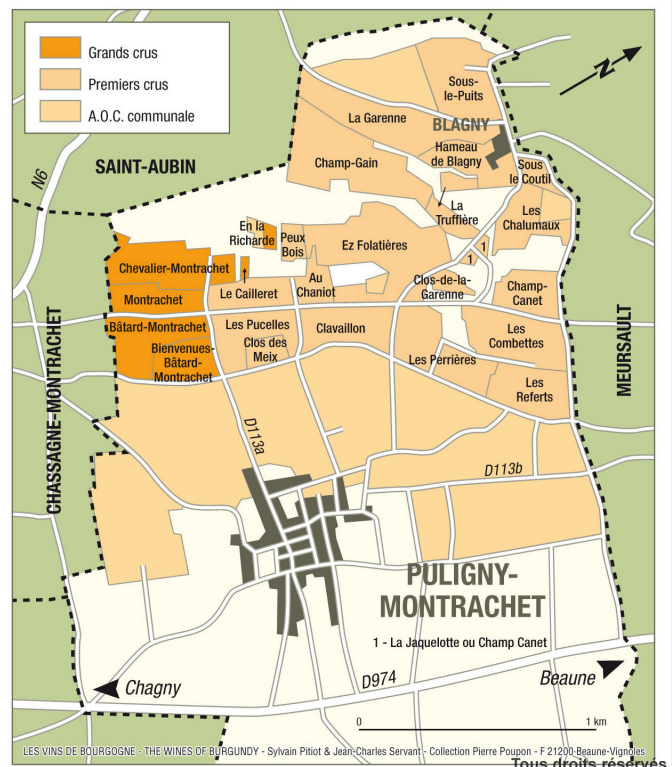 Grands crus
Premiers crus
A.O.C. communale
N
N6
SAINT-AUBIN
Sous-
le-Puits
La Garenne
BLAGNY
Hameau
de Blagny
Champ-Gain
Sous
le Coutil
La
Truffière
Les
Chalumaux
En la
Richarde
Peux
Bois
Ez Folatières
1
1
Chevalier-Montrachet
Au
Chaniot
Clos-de-la-
Garenne
Champ-
Canet
Montrachet
Le Cailleret
Bâtard-Montrachet
Les Pucelles
Clavaillon
Les
Combettes
Clos des
Meix
Bienvenues-
Bâtard-
Montrachet
Les Perrières
Les
Referts
CHASSAGNE-MONTRACHET
MEURSAULT
D113a
D113b
PULIGNY-
MONTRACHET
1 - La Jaquelotte ou Champ Canet
Chagny
D974
Beaune
0
1 km
LES VINS DE BOURGOGNE - THE WINES OF BURGUNDY - Sylvain Pitiot & Jean-Charles Servant - Collection Pierre Poupon - F 21200-Beaune-Vignoles
Tous droits réservés